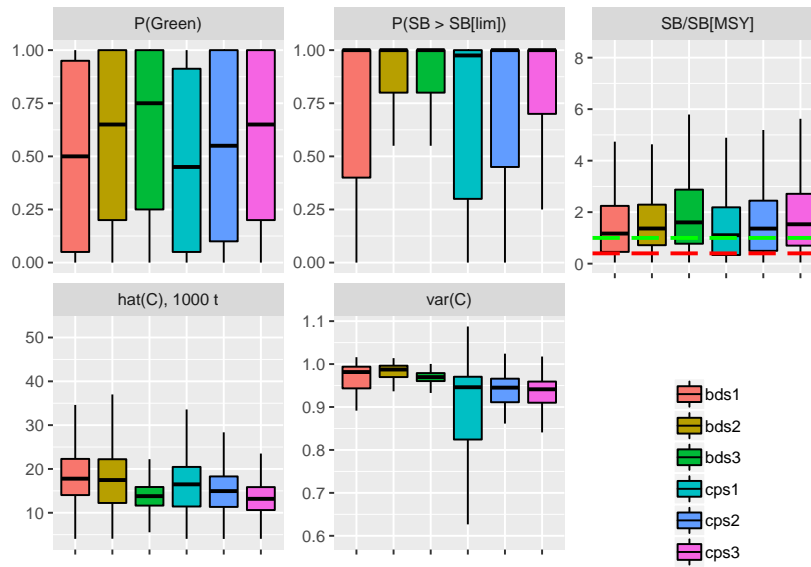 P(Green)
P(SB > SB[lim])
SB/SB[MSY]
1.00
0.75
0.50
0.25
0.00
1.00
0.75
0.50
0.25
0.00
8
6
4
2
0
hat(C), 1000 t
var(C)
50
40
30
20
10
1.1
1.0
0.9
0.8
0.7
0.6
bds1
bds2
bds3
cps1
cps2
cps3